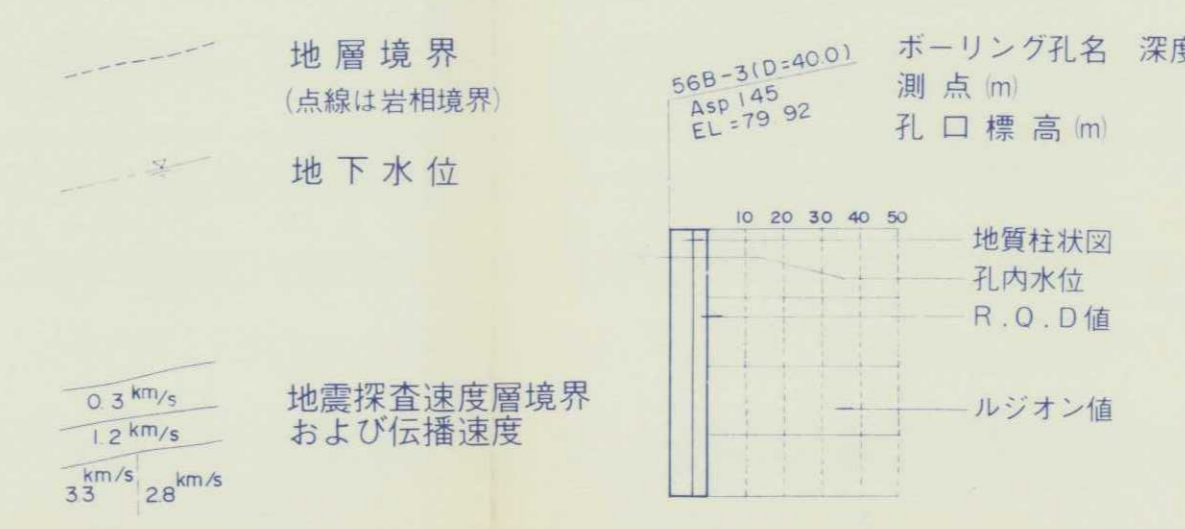 地層境界
(点線は岩相境界)
地下水位
0.3 km/s
1.2 km/s
3.3 km/s 2.8 km/s
地震探査速度層境界
および伝播速度
56B-3(D=40.0)
Asp 145
EL=79.92
ボーリング孔名 深度
測点(m)
孔口標高(m)
10 20 30 40 50
地質柱状図
孔内水位
R.Q.D値
ルジオン値